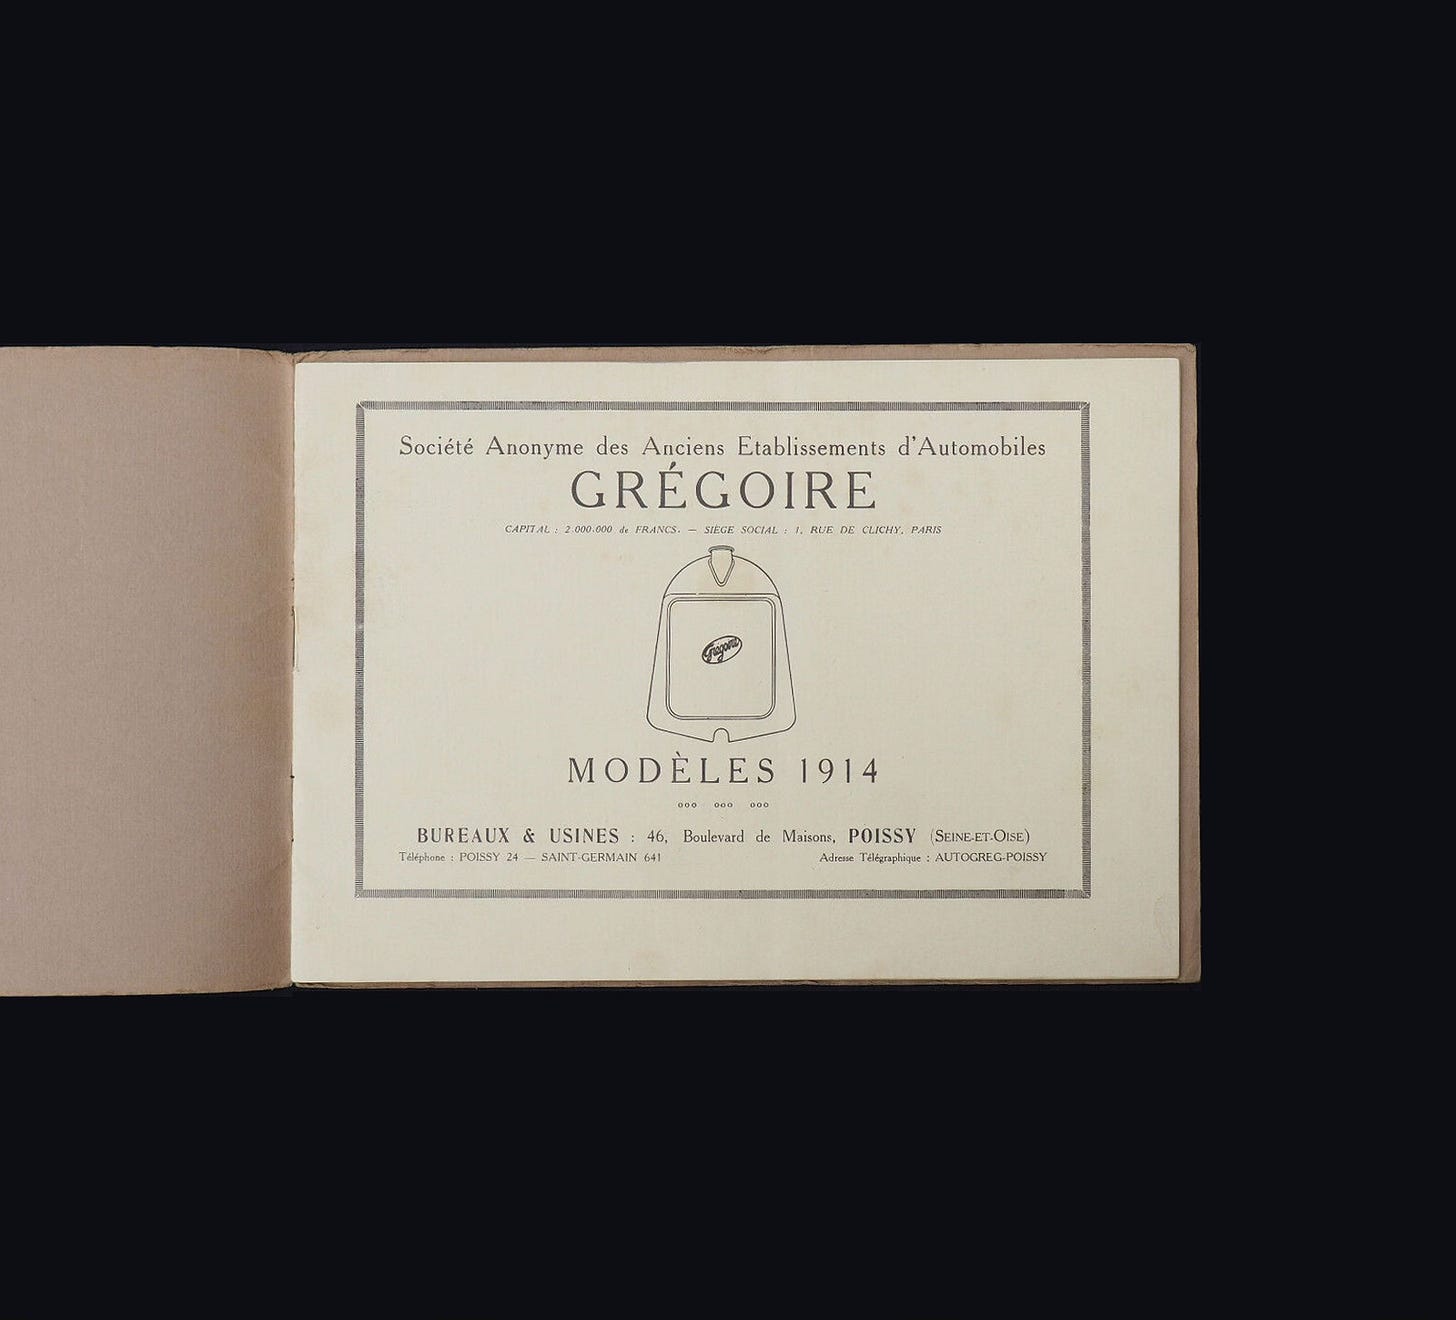 Société Anonyme des Anciens Etablissements d'Automobiles
GRÉGOIRE
CAPITAL : 2.000.000 de FRANCS. — SIÈGE SOCIAL : 1, RUE DE CLICHY, PARIS
Grégoire
MODÈLES 1914
BUREAUX & USINES : 46, Boulevard de Maisons, POISSY (SEINE-ET-OISE)
Téléphone : POISSY 24 — SAINT-GERMAIN 641 Adresse Télégraphique : AUTOGREG-POISSY